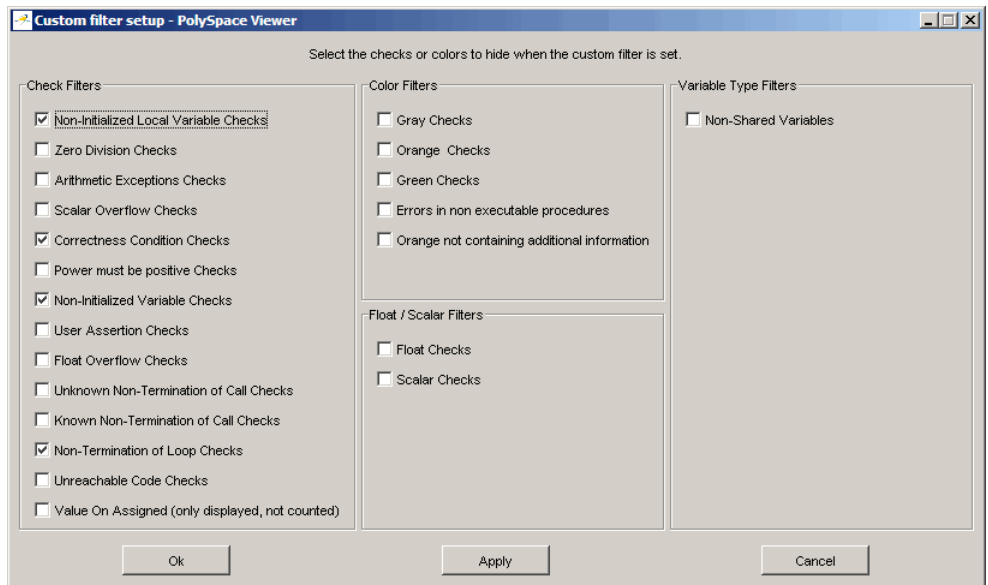 Custom filter setup - PolySpace Viewer
Select the checks or colors to hide when the custom filter is set.
Check Filters
Non-Initialized Local Variable Checks
Zero Division Checks
Arithmetic Exceptions Checks
Scalar Overflow Checks
Correctness Condition Checks
Power must be positive Checks
Non-Initialized Variable Checks
User Assertion Checks
Float Overflow Checks
Unknown Non-Termination of Call Checks
Known Non-Termination of Call Checks
Non-Termination of Loop Checks
Unreachable Code Checks
Value On Assigned (only displayed, not counted)
Color Filters
Gray Checks
Orange Checks
Green Checks
Errors in non executable procedures
Orange not containing additional information
Float / Scalar Filters
Float Checks
Scalar Checks
Variable Type Filters
Non-Shared Variables
Ok
Apply
Cancel